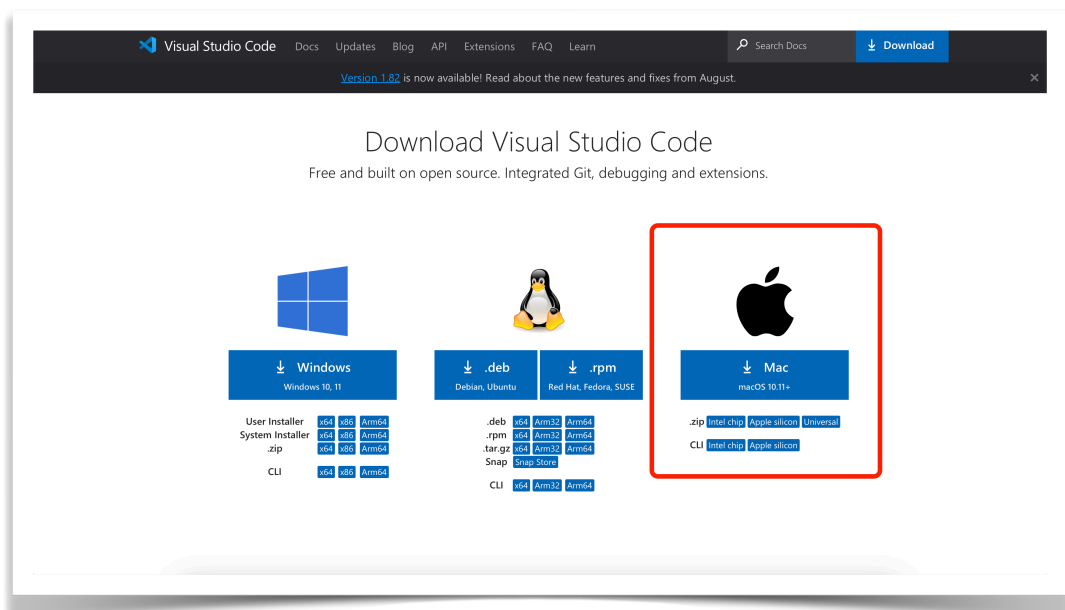 Visual Studio Code Docs Updates Blog API Extensions FAQ Learn Search Docs Download
Version 1.82 is now available! Read about the new features and fixes from August.
Download Visual Studio Code
Free and built on open source. Integrated Git, debugging and extensions.
Windows
Windows 10, 11
User Installer x64 x86 Arm64
System Installer x64 x86 Arm64
.zip x64 x86 Arm64
CLI x64 x86 Arm64
.deb
Debian, Ubuntu
.rpm
Red Hat, Fedora, SUSE
.deb x64 Arm32 Arm64
.rpm x64 Arm32 Arm64
.tar.gz x64 Arm32 Arm64
Snap Snap Store
CLI x64 Arm32 Arm64
Mac
macOS 10.11+
.zip Intel chip Apple silicon Universal
CLI Intel chip Apple silicon